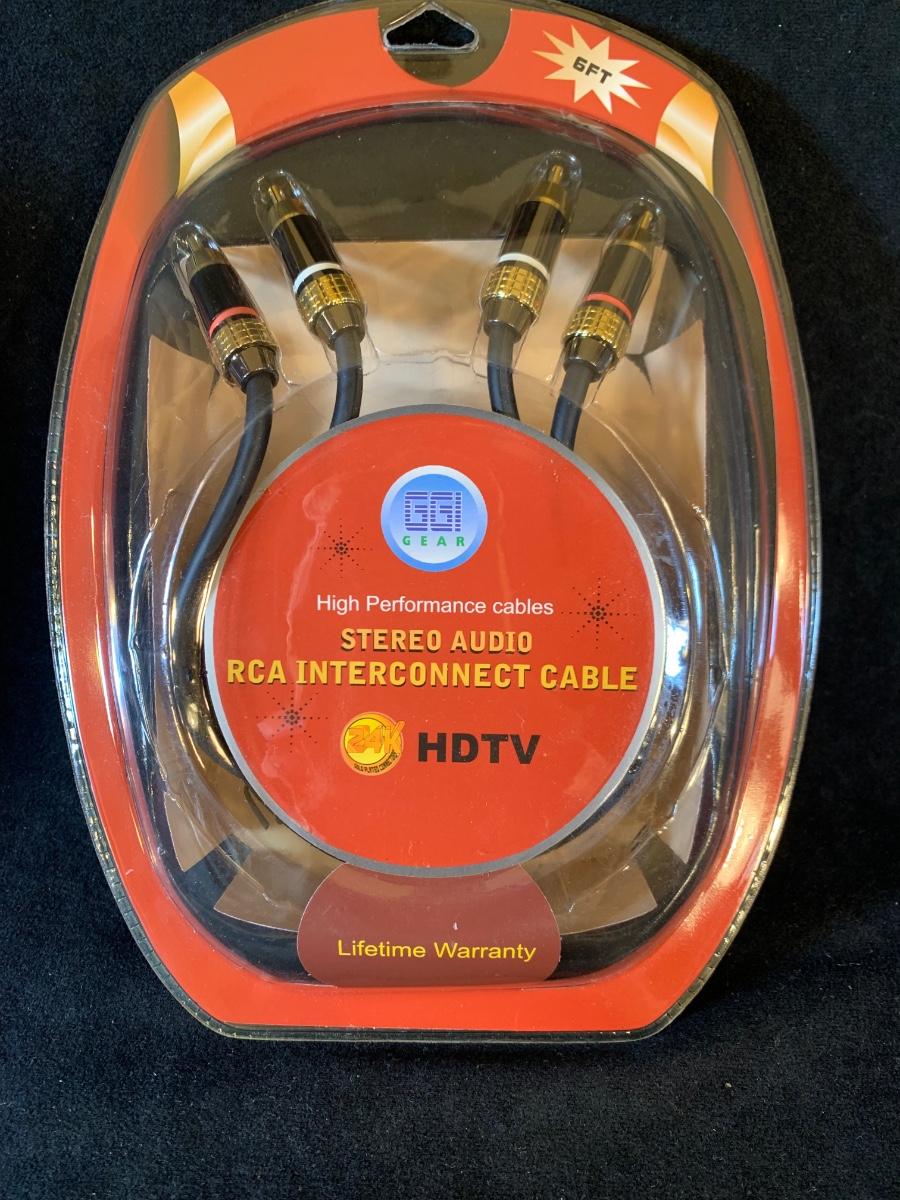 6FT
GGI
GEAR
High Performance cables
STEREO AUDIO
RCA INTERCONNECT CABLE
24K
HDTV
Lifetime Warranty